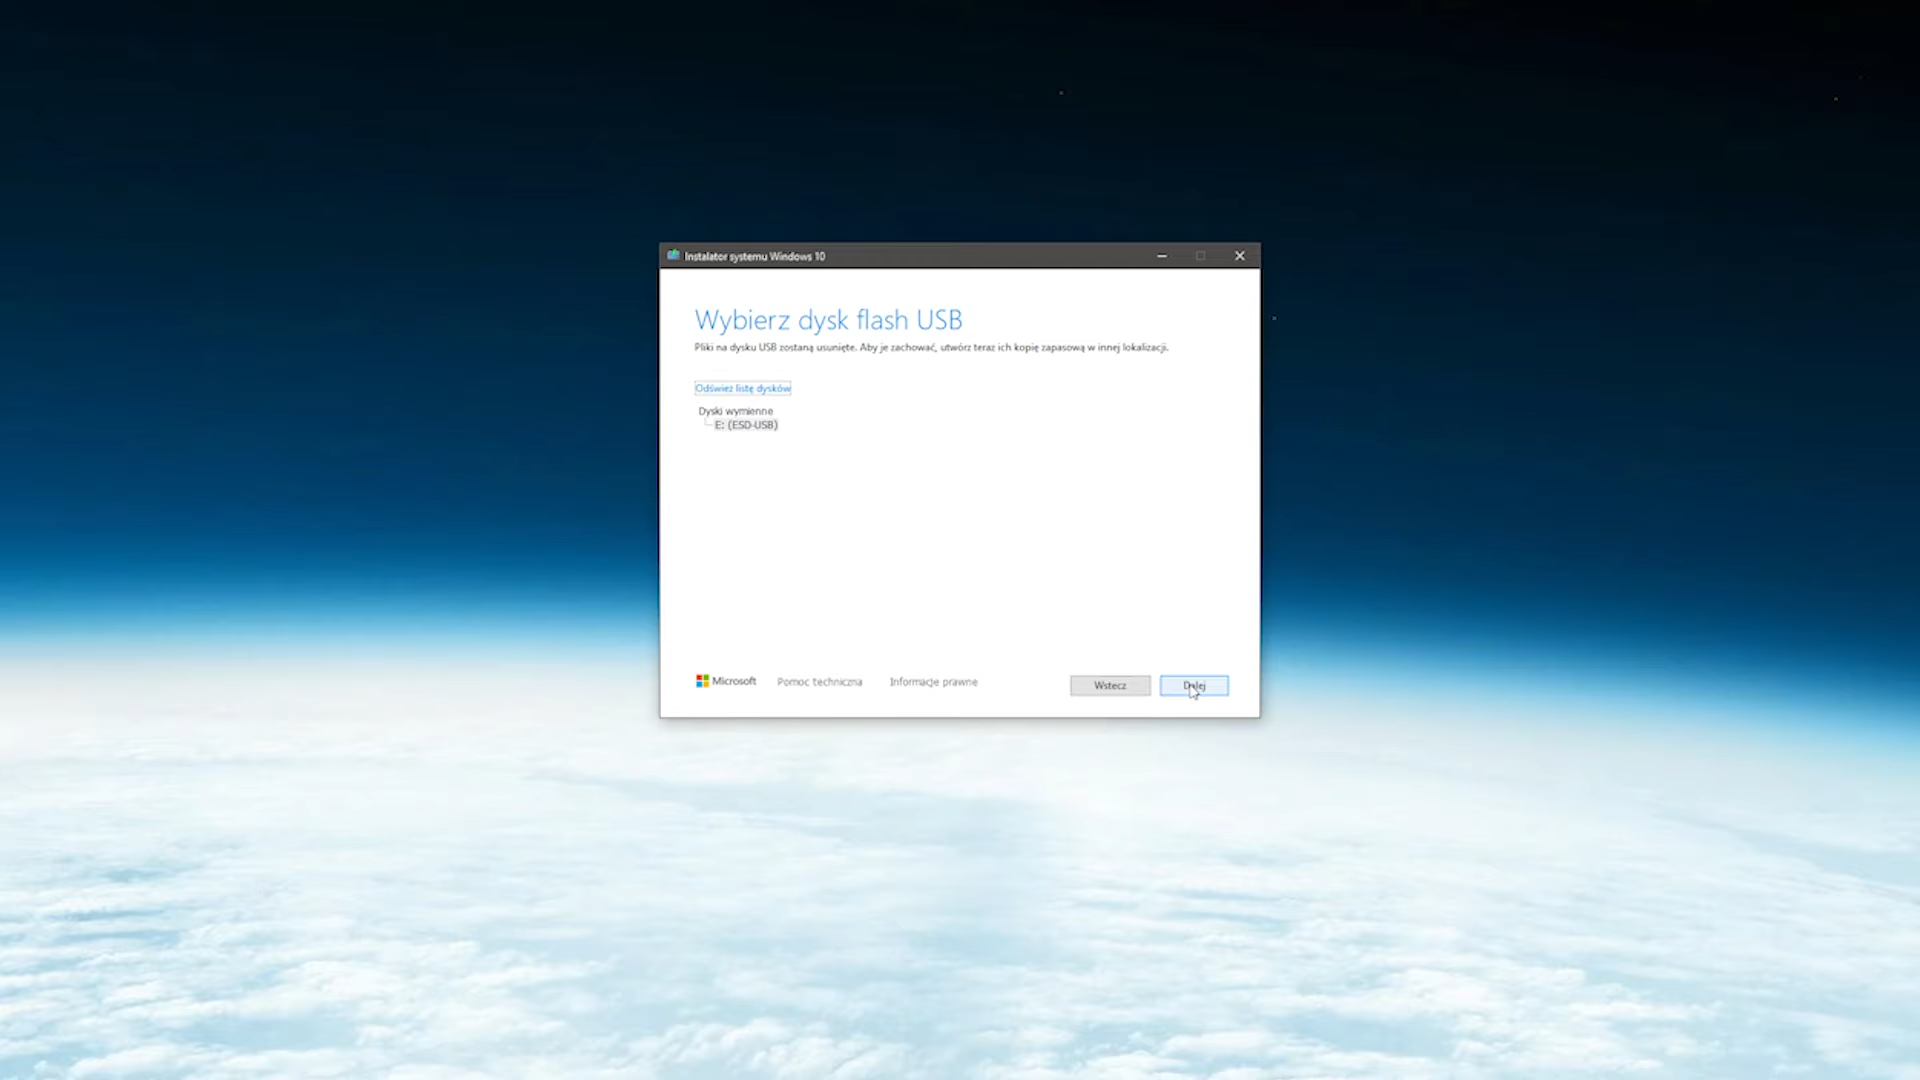 Instalator systemu Windows 10
Wybierz dysk flash USB
Pliki na dysku USB zostaną usunięte. Aby je zachować, utwórz teraz ich kopię zapasową w innej lokalizacji.
Odśwież listę dysków
Dyski wymienne
E: (ESD-USB)
Microsoft Pomoc techniczna Informacje prawne Wstecz Dalej